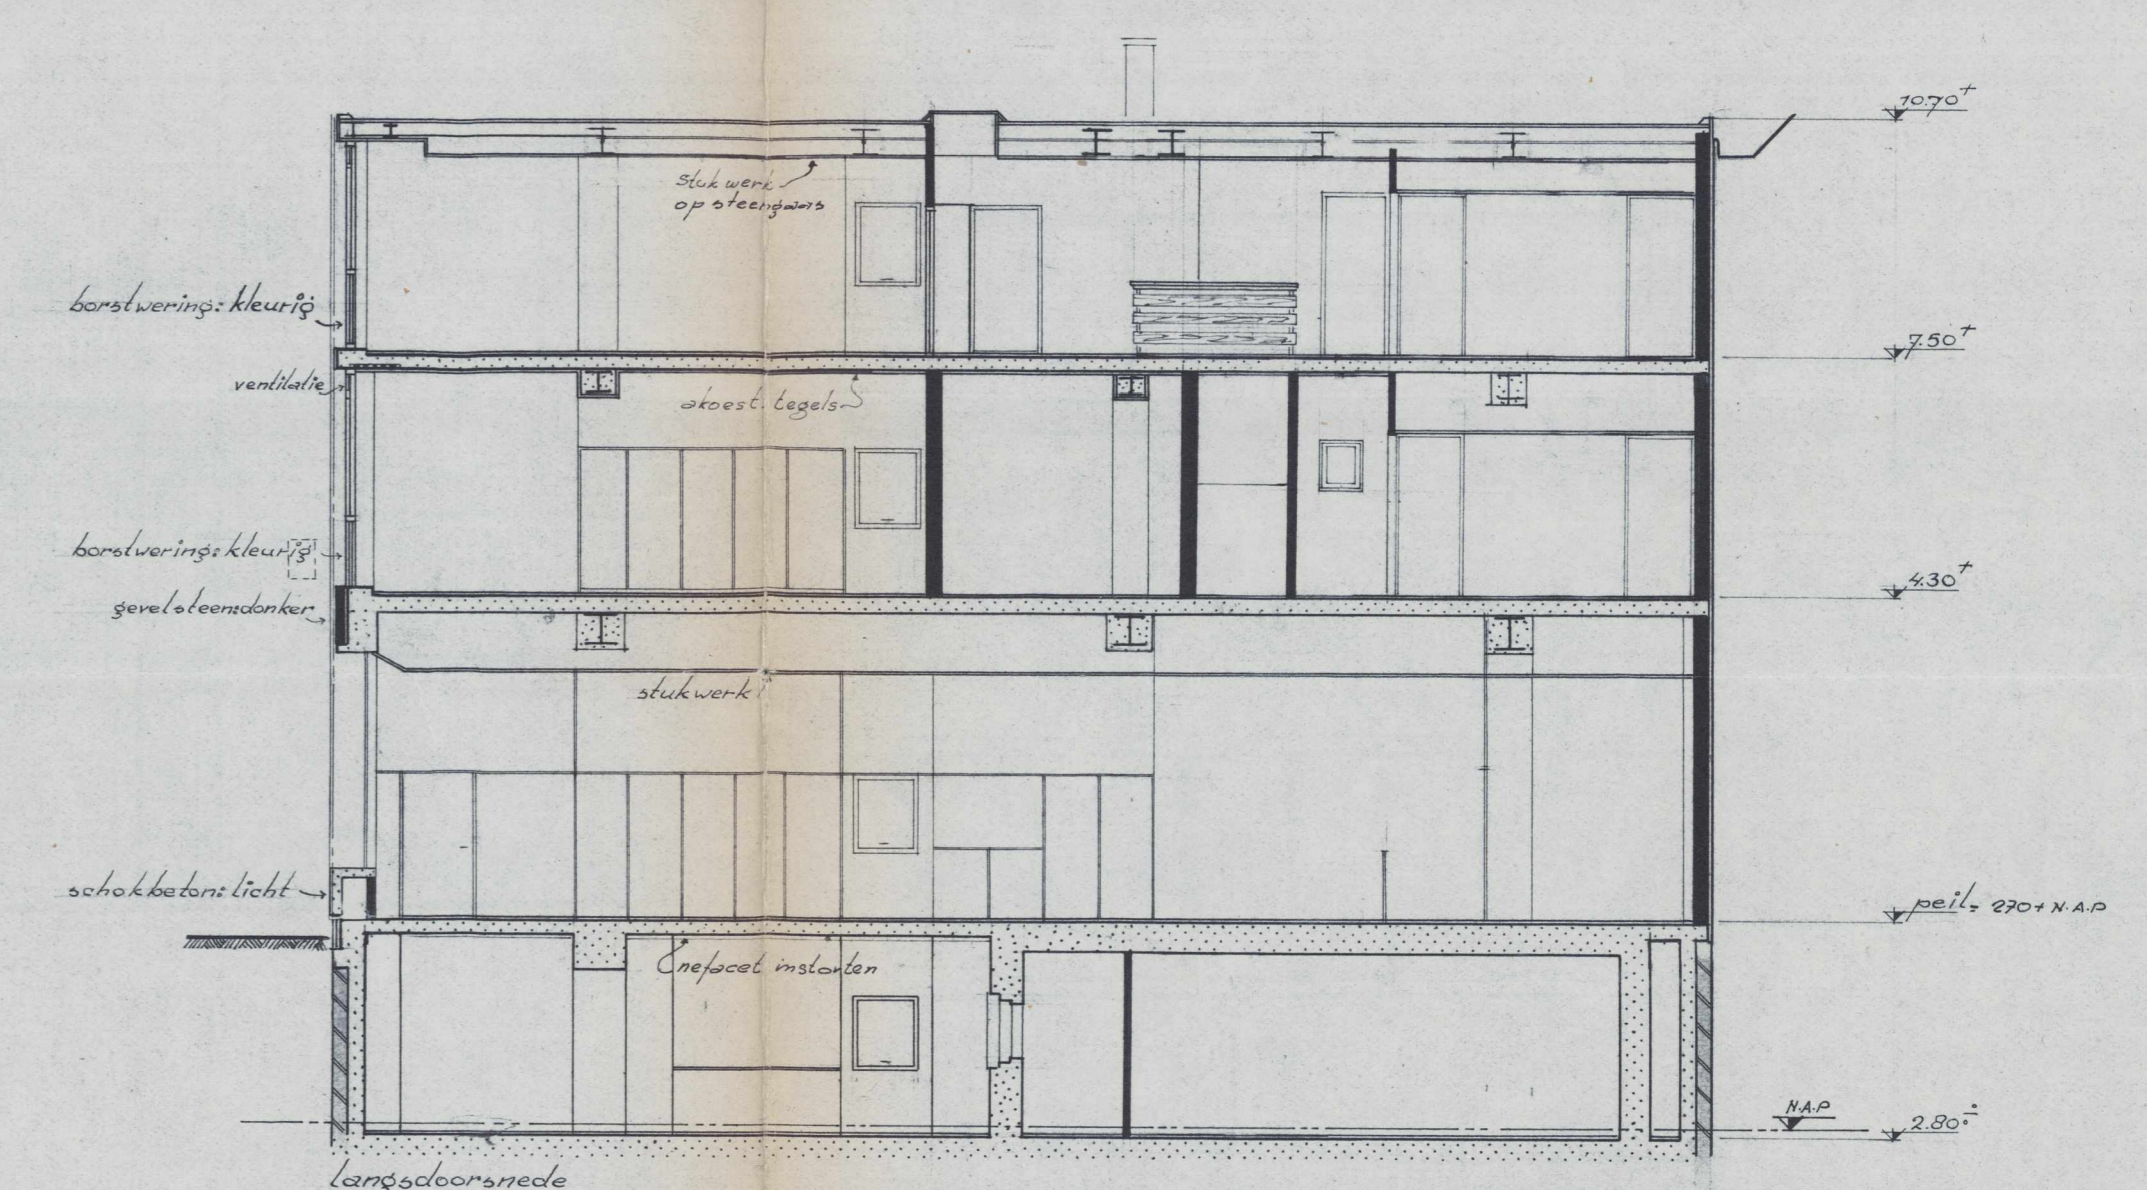 10.70+
stukwerk
op steengaas
borstwering: kleurig
7.50+
ventilatie
akoest. tegels
borstwering: kleurig
4.30+
gevelsteen: donker
stukwerk
schokbeton: licht
peil= 270+ N.A.P
nefacet instorten
N.A.P
2.80÷
langsdoorsnede